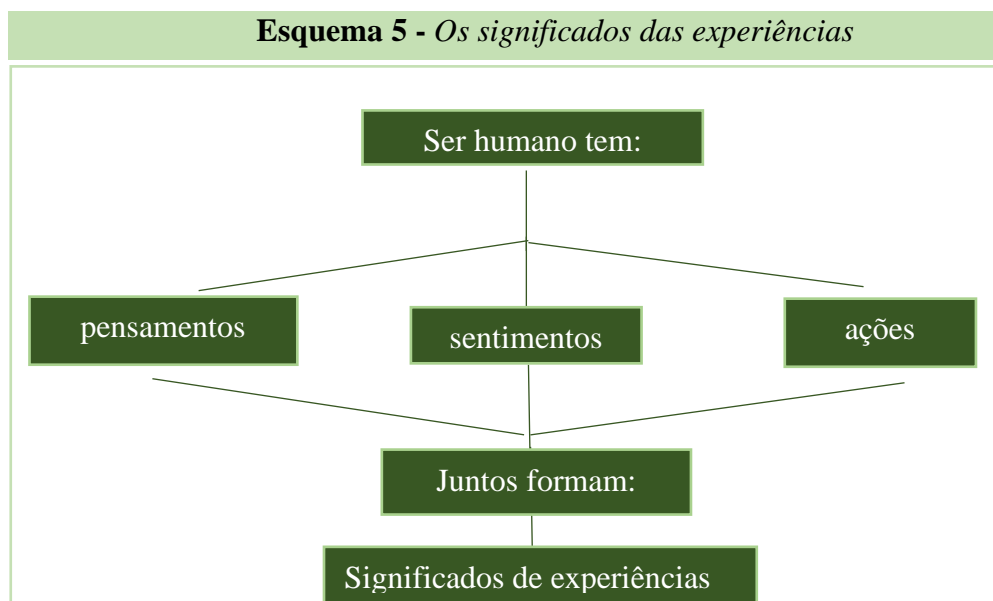 Esquema 5 - Os significados das experiências
Ser humano tem:
pensamentos
sentimentos
ações
Juntos formam:
Significados de experiências